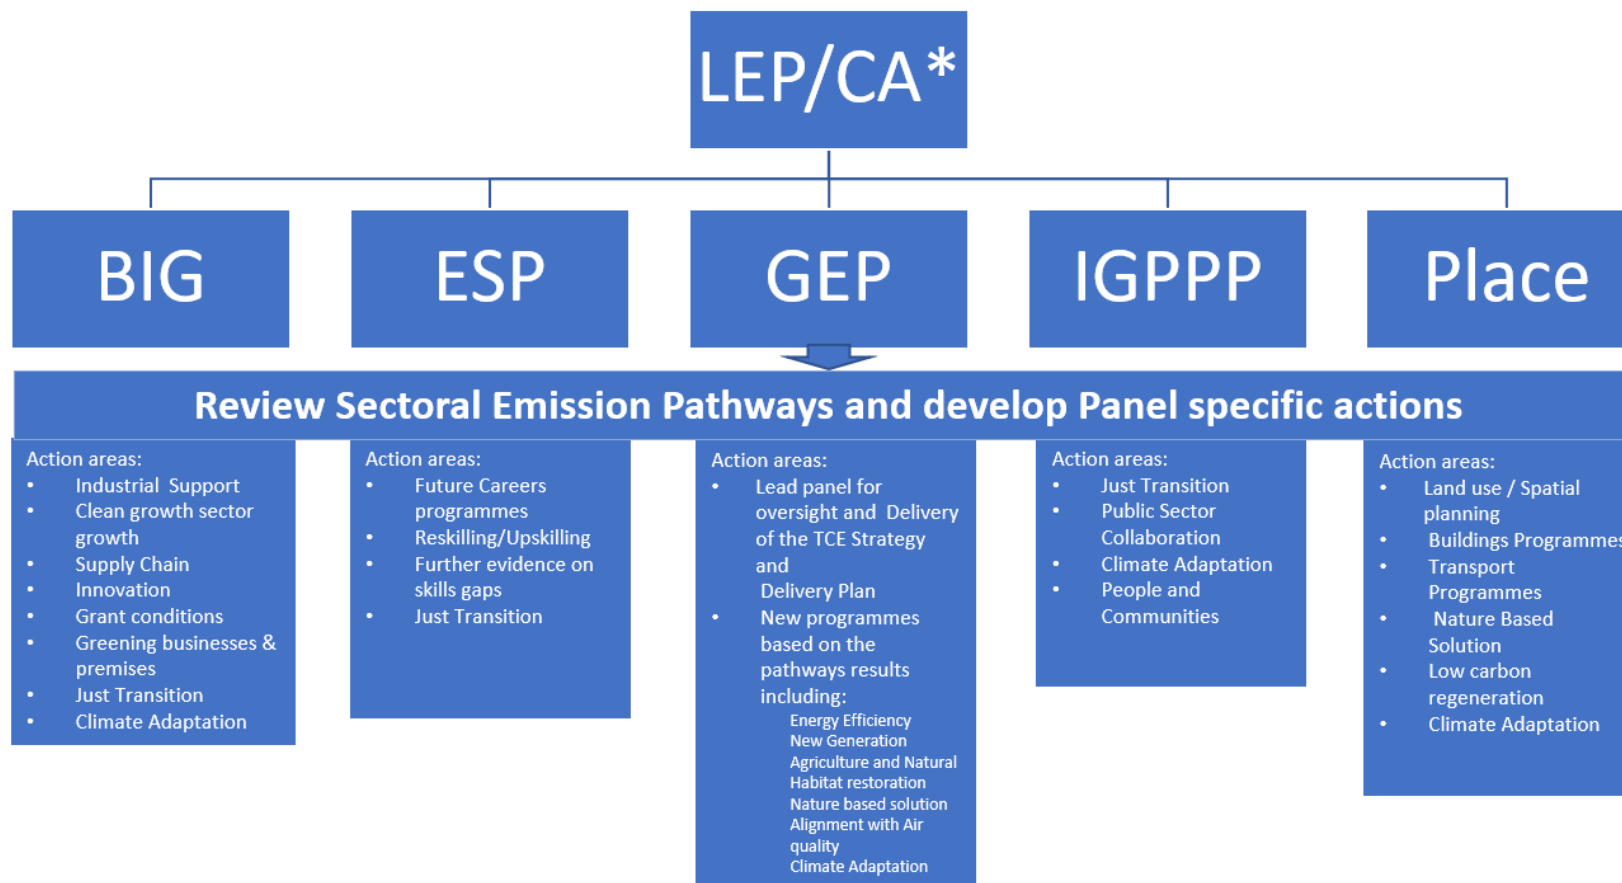 LEP/CA*
BIG
ESP
GEP
IGPPP
Place
Review Sectoral Emission Pathways and develop Panel specific actions
Action areas:
• Industrial Support
• Clean growth sector
growth
• Supply Chain
• Innovation
• Grant conditions
• Greening businesses &
premises
• Just Transition
• Climate Adaptation
Action areas:
• Future Careers
programmes
• Reskilling/Upskilling
• Further evidence on
skills gaps
• Just Transition
Action areas:
• Lead panel for
oversight and Delivery
of the TCE Strategy
and
Delivery Plan
• New programmes
based on the
pathways results
including:
Energy Efficiency
New Generation
Agriculture and Natural
Habitat restoration
Nature based solution
Alignment with Air
quality
Climate Adaptation
Action areas:
• Just Transition
• Public Sector
Collaboration
• Climate Adaptation
• People and
Communities
Action areas:
• Land use / Spatial
planning
• Buildings Programmes
• Transport
Programmes
• Nature Based
Solution
• Low carbon
regeneration
• Climate Adaptation